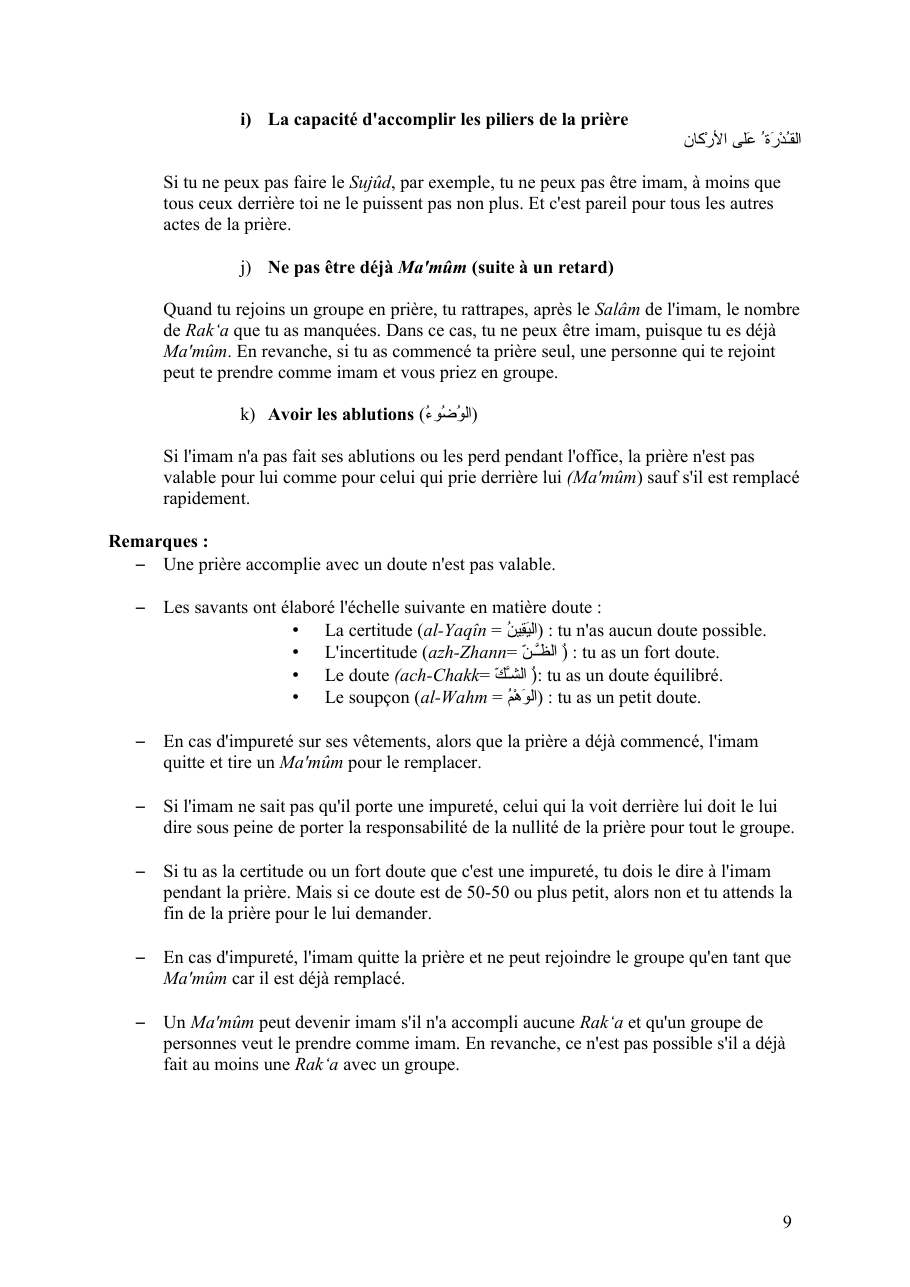 i) La capacité d'accomplir les piliers de la prière
القـُدْرَة ُ عَلى الأرْكان
Si tu ne peux pas faire le Sujûd, par exemple, tu ne peux pas être imam, à moins que
tous ceux derrière toi ne le puissent pas non plus. Et c'est pareil pour tous les autres
actes de la prière.
j) Ne pas être déjà Ma'mûm (suite à un retard)
Quand tu rejoins un groupe en prière, tu rattrapes, après le Salâm de l'imam, le nombre
de Rak‘a que tu as manquées. Dans ce cas, tu ne peux être imam, puisque tu es déjà
Ma'mûm. En revanche, si tu as commencé ta prière seul, une personne qui te rejoint
peut te prendre comme imam et vous priez en groupe.
k) Avoir les ablutions (الوُضُوءُ)
Si l'imam n'a pas fait ses ablutions ou les perd pendant l'office, la prière n'est pas
valable pour lui comme pour celui qui prie derrière lui (Ma'mûm) sauf s'il est remplacé
rapidement.
Remarques :
– Une prière accomplie avec un doute n'est pas valable.
– Les savants ont élaboré l'échelle suivante en matière doute :
• La certitude (al-Yaqîn = اليَقِينُ) : tu n'as aucun doute possible.
• L'incertitude (azh-Zhann= الظـَّـنّ ُ) : tu as un fort doute.
• Le doute (ach-Chakk= الشـَّـكّ ُ): tu as un doute équilibré.
• Le soupçon (al-Wahm = الوَهْمُ) : tu as un petit doute.
– En cas d'impureté sur ses vêtements, alors que la prière a déjà commencé, l'imam
quitte et tire un Ma'mûm pour le remplacer.
– Si l'imam ne sait pas qu'il porte une impureté, celui qui la voit derrière lui doit le lui
dire sous peine de porter la responsabilité de la nullité de la prière pour tout le groupe.
– Si tu as la certitude ou un fort doute que c'est une impureté, tu dois le dire à l'imam
pendant la prière. Mais si ce doute est de 50-50 ou plus petit, alors non et tu attends la
fin de la prière pour le lui demander.
– En cas d'impureté, l'imam quitte la prière et ne peut rejoindre le groupe qu'en tant que
Ma'mûm car il est déjà remplacé.
– Un Ma'mûm peut devenir imam s'il n'a accompli aucune Rak‘a et qu'un groupe de
personnes veut le prendre comme imam. En revanche, ce n'est pas possible s'il a déjà
fait au moins une Rak‘a avec un groupe.
9